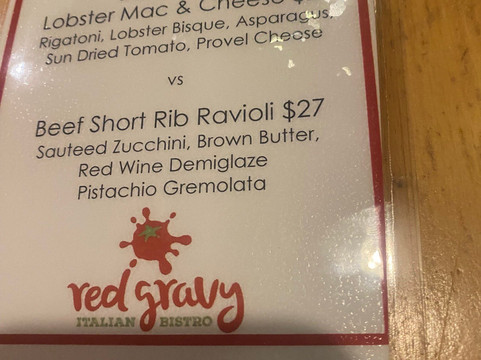 Lobster Mac & Cheese
Rigatoni, Lobster Bisque, Asparagus,
Sun Dried Tomato, Provel Cheese
vs
Beef Short Rib Ravioli $27
Sauteed Zucchini, Brown Butter,
Red Wine Demiglaze
Pistachio Gremolata
red gravy
ITALIAN BISTRO